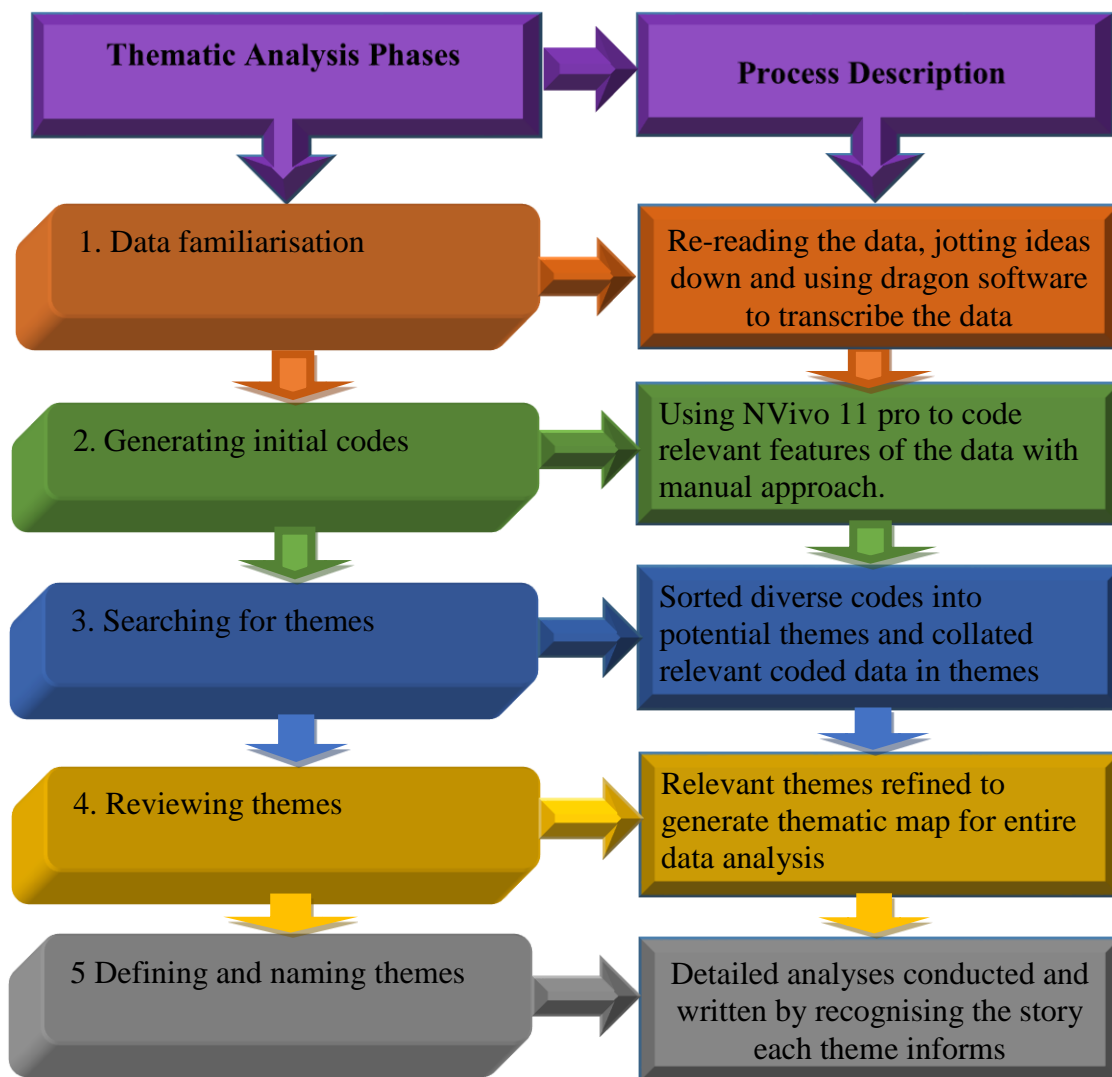 Thematic Analysis Phases
Process Description
1. Data familiarisation
Re-reading the data, jotting ideas
down and using dragon software
to transcribe the data
2. Generating initial codes
Using NVivo 11 pro to code
relevant features of the data with
manual approach.
3. Searching for themes
Sorted diverse codes into
potential themes and collated
relevant coded data in themes
4. Reviewing themes
Relevant themes refined to
generate thematic map for entire
data analysis
5 Defining and naming themes
Detailed analyses conducted and
written by recognising the story
each theme informs